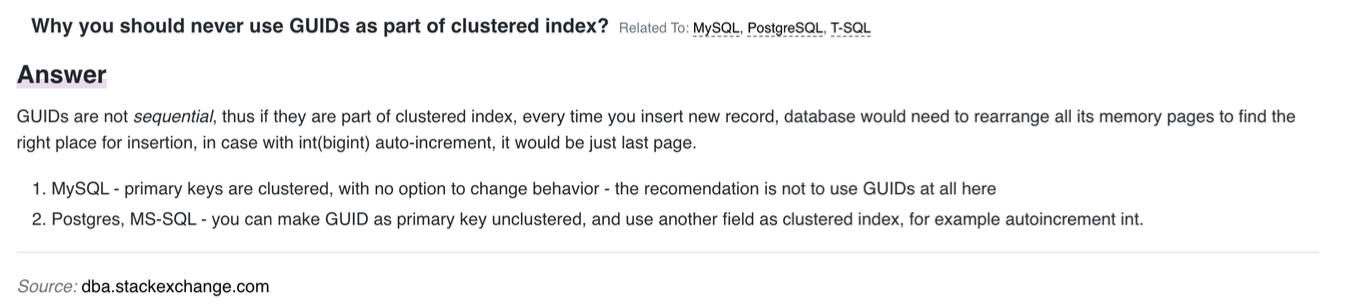 Why you should never use GUIDs as part of clustered index? Related To: MySQL, PostgreSQL, T-SQL
Answer
GUIDs are not sequential, thus if they are part of clustered index, every time you insert new record, database would need to rearrange all its memory pages to find the
right place for insertion, in case with int(bigint) auto-increment, it would be just last page.
1. MySQL - primary keys are clustered, with no option to change behavior - the recomendation is not to use GUIDs at all here
2. Postgres, MS-SQL - you can make GUID as primary key unclustered, and use another field as clustered index, for example autoincrement int.
Source: dba.stackexchange.com